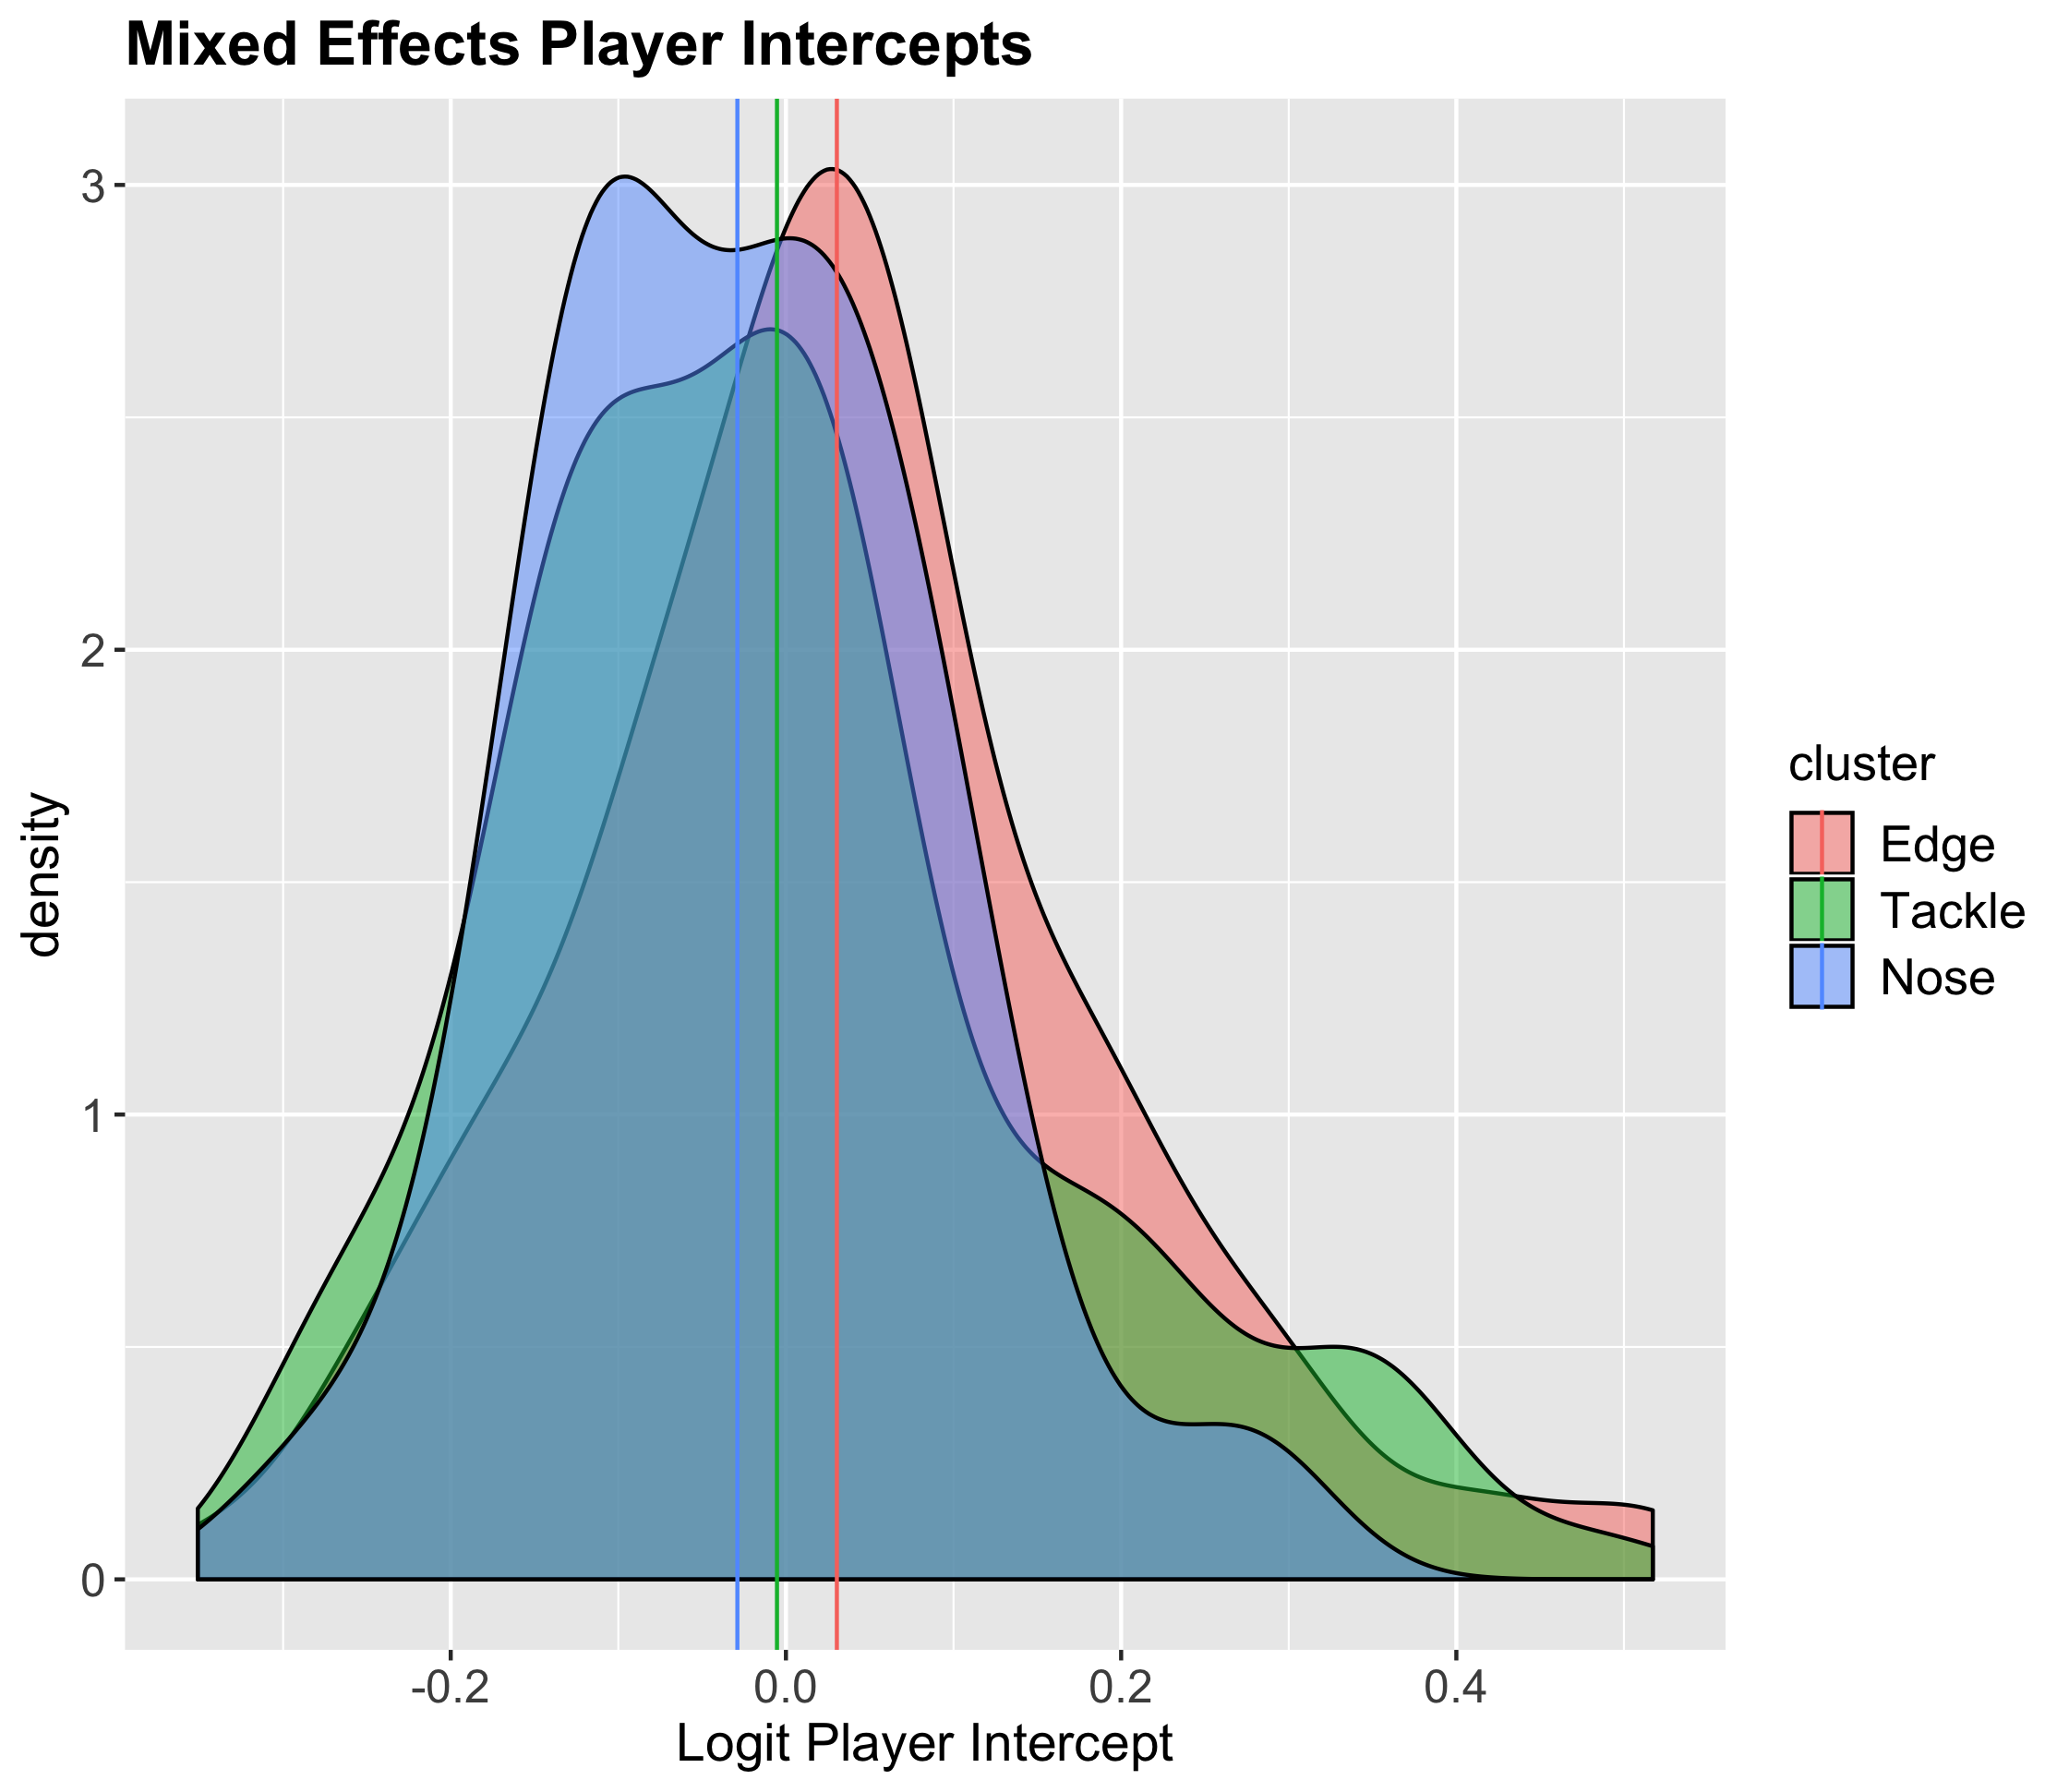 Mixed Effects Player Intercepts
3
2
1
0
density
-0.2
0.0
0.2
0.4
Logit Player Intercept
cluster
Edge
Tackle
Nose